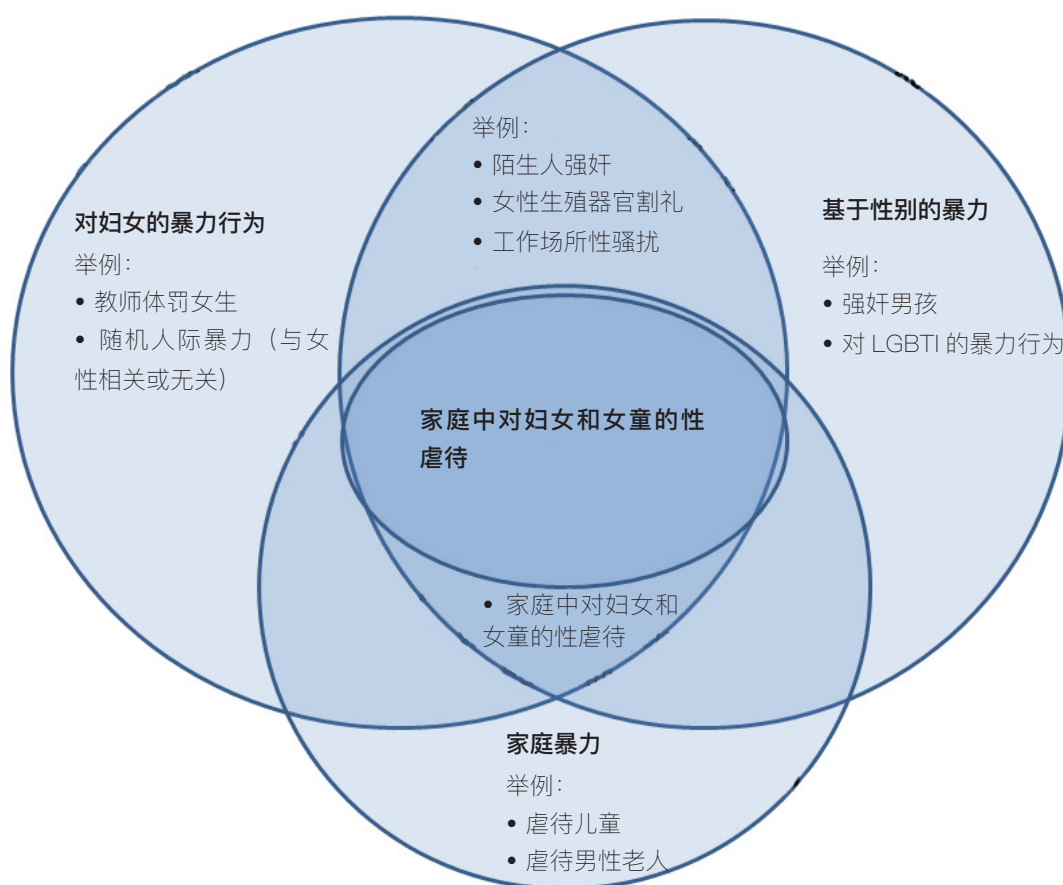 举例：
• 陌生人强奸
• 女性生殖器官割礼
• 工作场所性骚扰
对妇女的暴力行为
举例：
• 教师体罚女生
• 随机人际暴力（与女
性相关或无关）
基于性别的暴力
举例：
• 强奸男孩
• 对 LGBTI 的暴力行为
家庭中对妇女和女童的性
虐待
• 家庭中对妇女和
女童的性虐待
家庭暴力
举例：
• 虐待儿童
• 虐待男性老人